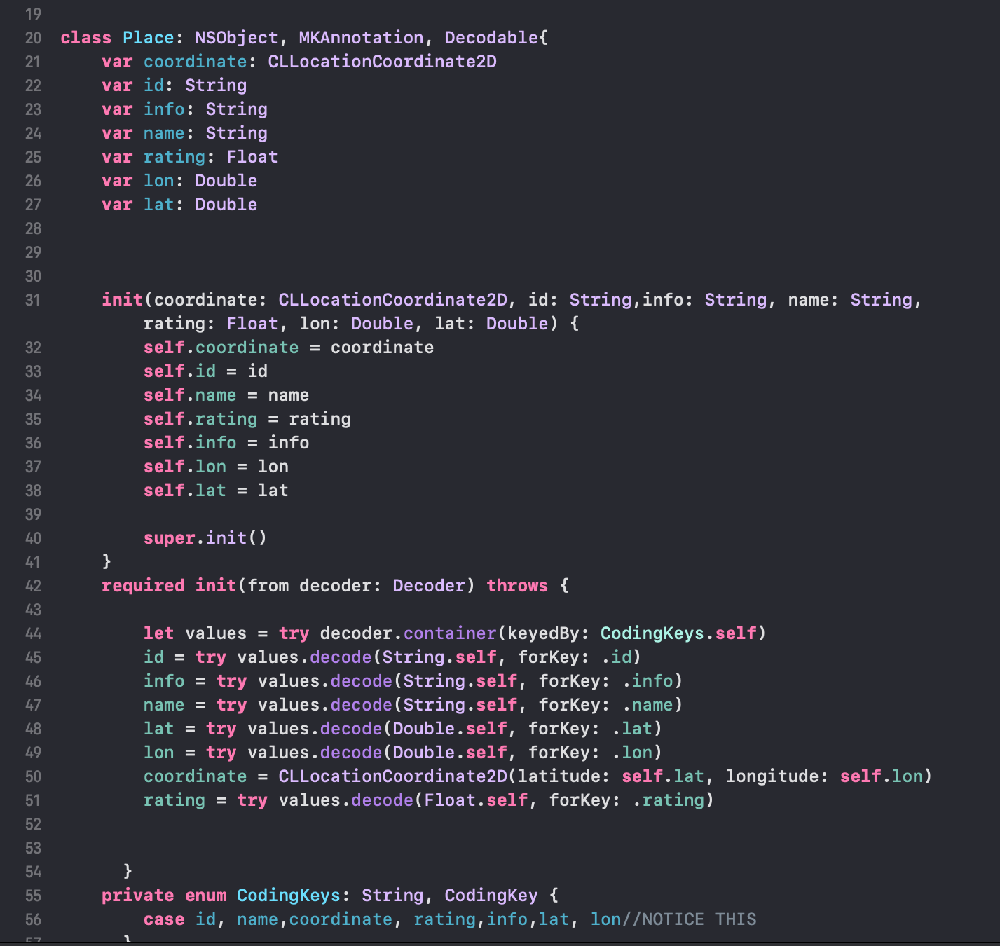 19
20 class Place: NSObject, MKAnnotation, Decodable{
21     var coordinate: CLLocationCoordinate2D
22     var id: String
23     var info: String
24     var name: String
25     var rating: Float
26     var lon: Double
27     var lat: Double
28
29
30
31     init(coordinate: CLLocationCoordinate2D, id: String,info: String, name: String,
        rating: Float, lon: Double, lat: Double) {
32         self.coordinate = coordinate
33         self.id = id
34         self.name = name
35         self.rating = rating
36         self.info = info
37         self.lon = lon
38         self.lat = lat
39
40         super.init()
41     }
42     required init(from decoder: Decoder) throws {
43
44         let values = try decoder.container(keyedBy: CodingKeys.self)
45         id = try values.decode(String.self, forKey: .id)
46         info = try values.decode(String.self, forKey: .info)
47         name = try values.decode(String.self, forKey: .name)
48         lat = try values.decode(Double.self, forKey: .lat)
49         lon = try values.decode(Double.self, forKey: .lon)
50         coordinate = CLLocationCoordinate2D(latitude: self.lat, longitude: self.lon)
51         rating = try values.decode(Float.self, forKey: .rating)
52
53
54       }
55     private enum CodingKeys: String, CodingKey {
56         case id, name,coordinate, rating,info,lat, lon//NOTICE THIS
57       }